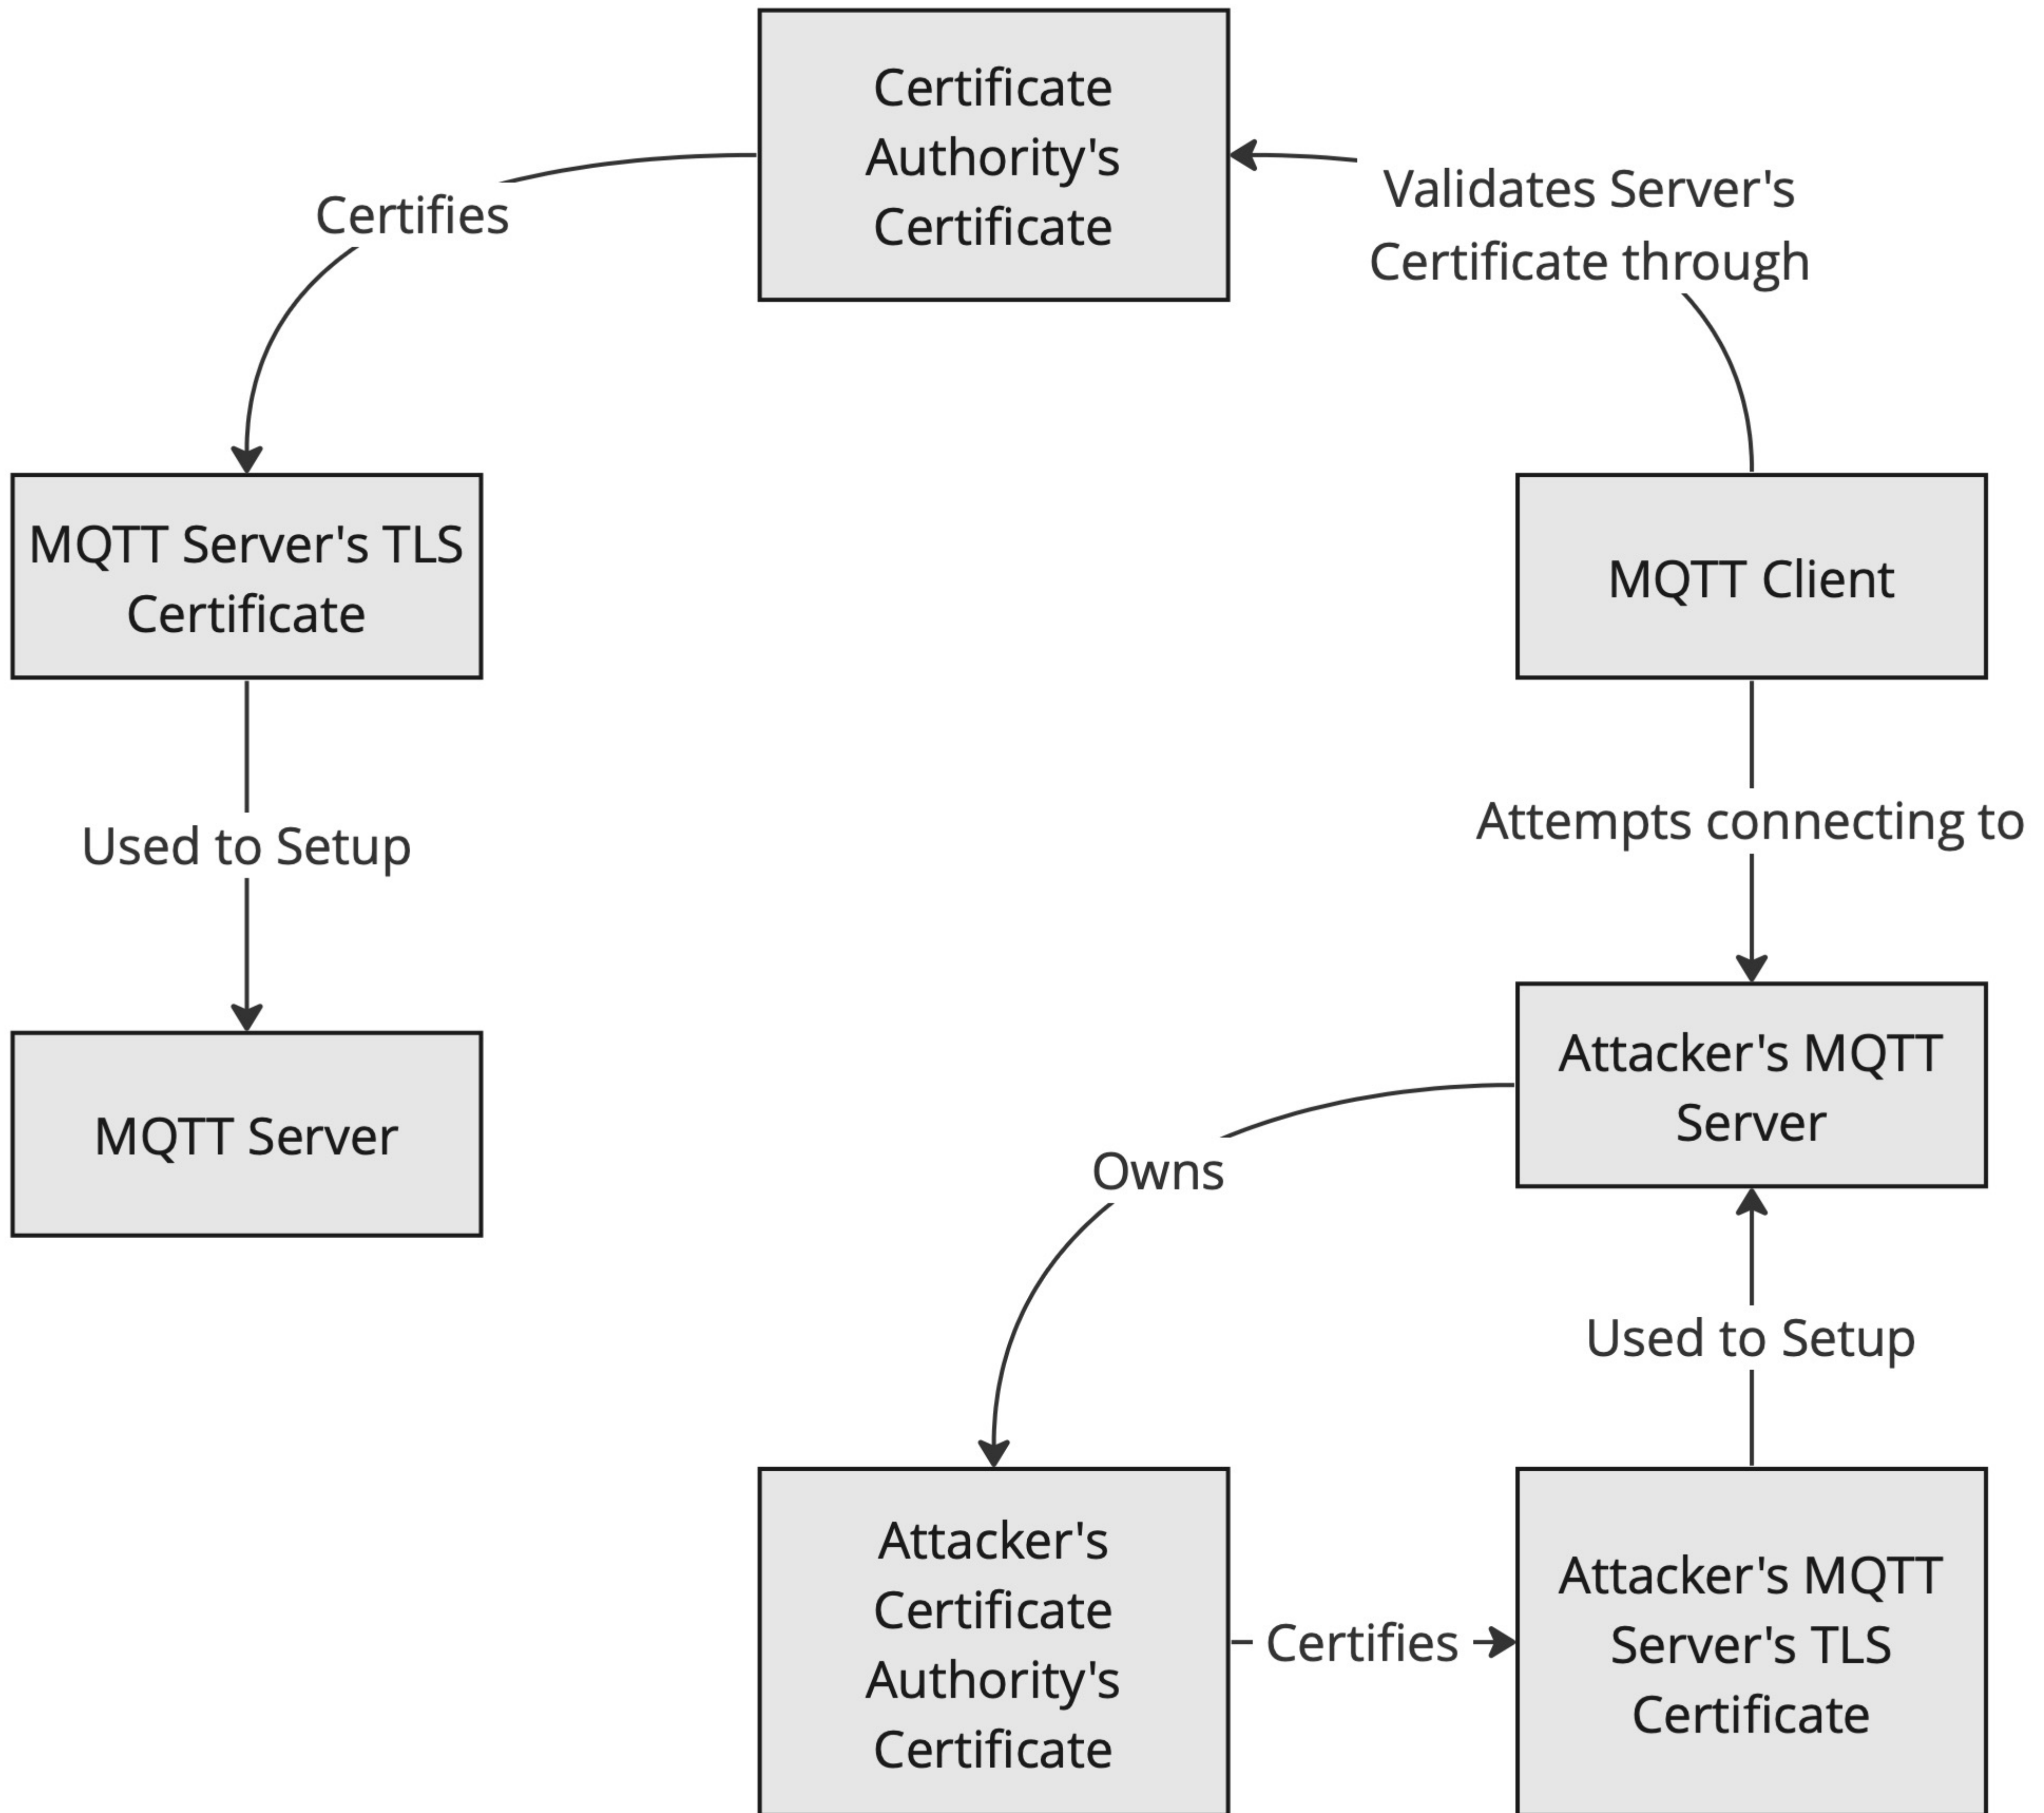 Certificate
Authority's
Certificate
Certifies
Validates Server's
Certificate through
MQTT Server's TLS
Certificate
MQTT Client
Used to Setup
Attempts connecting to
MQTT Server
Attacker's MQTT
Server
Owns
Used to Setup
Attacker's
Certificate
Authority's
Certificate
Certifies
Attacker's MQTT
Server's TLS
Certificate